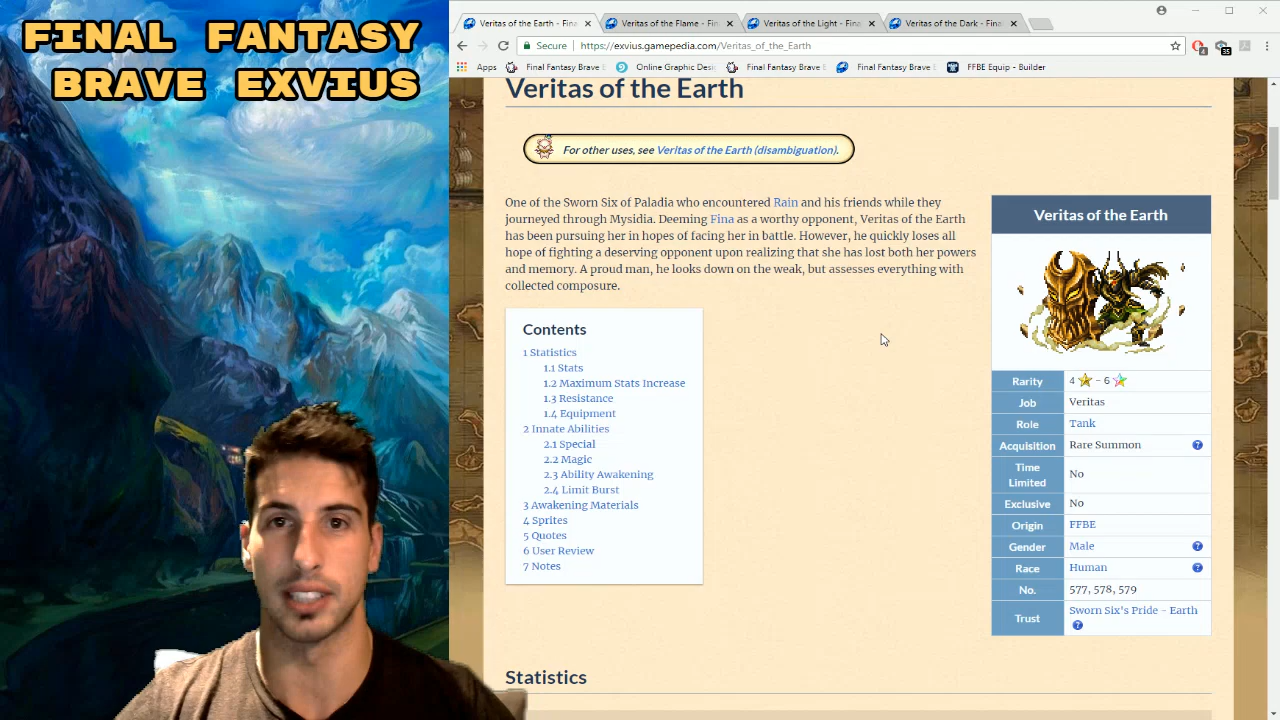 FINAL FANTASY
BRAVE EXVIUS
Veritas of the Earth - Fina
Veritas of the Flame - Fin
Veritas of the Light - Final
Veritas of the Dark - Final
Secure
https://exvius.gamepedia.com/Veritas_of_the_Earth
Apps
Final Fantasy Brave E
Online Graphic Desi
Final Fantasy Brave E
Final Fantasy Brave E
FFBE Equip - Builder
Veritas of the Earth
For other uses, see Veritas of the Earth (disambiguation).
One of the Sworn Six of Paladia who encountered Rain and his friends while they
journeyed through Mysidia. Deeming Fina as a worthy opponent, Veritas of the Earth
has been pursuing her in hopes of facing her in battle. However, he quickly loses all
hope of fighting a deserving opponent upon realizing that she has lost both her powers
and memory. A proud man, he looks down on the weak, but assesses everything with
collected composure.
Contents
1 Statistics
1.1 Stats
1.2 Maximum Stats Increase
1.3 Resistance
1.4 Equipment
2 Innate Abilities
2.1 Special
2.2 Magic
2.3 Ability Awakening
2.4 Limit Burst
3 Awakening Materials
4 Sprites
5 Quotes
6 User Review
7 Notes
Veritas of the Earth
Rarity 4 - 6
Job Veritas
Role Tank
Acquisition Rare Summon ?
Time
Limited No
Exclusive No
Origin FFBE
Gender Male ?
Race Human ?
No. 577, 578, 579
Trust Sworn Six's Pride - Earth
?
Statistics